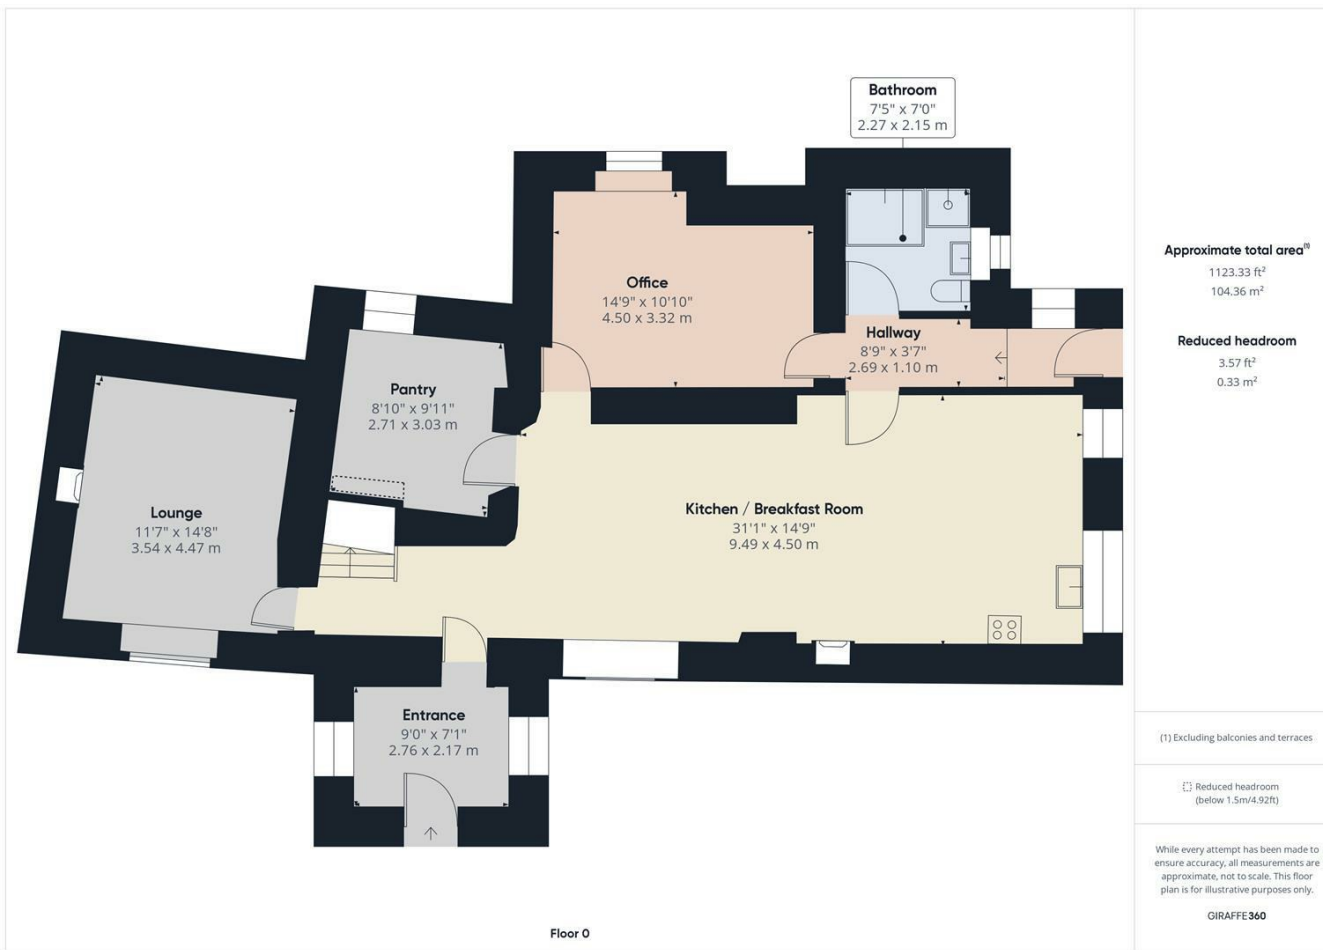 Bathroom
7'5" x 7'0"
2.27 x 2.15 m
Office
14'9" x 10'10"
4.50 x 3.32 m
Hallway
8'9" x 3'7"
2.69 x 1.10 m
Pantry
8'10" x 9'11"
2.71 x 3.03 m
Lounge
11'7" x 14'8"
3.54 x 4.47 m
Kitchen / Breakfast Room
31'1" x 14'9"
9.49 x 4.50 m
Entrance
9'0" x 7'1"
2.76 x 2.17 m
Floor 0
Approximate total area(1)
1123.33 ft²
104.36 m²
Reduced headroom
3.57 ft²
0.33 m²
(1) Excluding balconies and terraces
Reduced headroom
(below 1.5m/4.92ft)
While every attempt has been made to
ensure accuracy, all measurements are
approximate, not to scale. This floor
plan is for illustrative purposes only.
GIRAFFE360